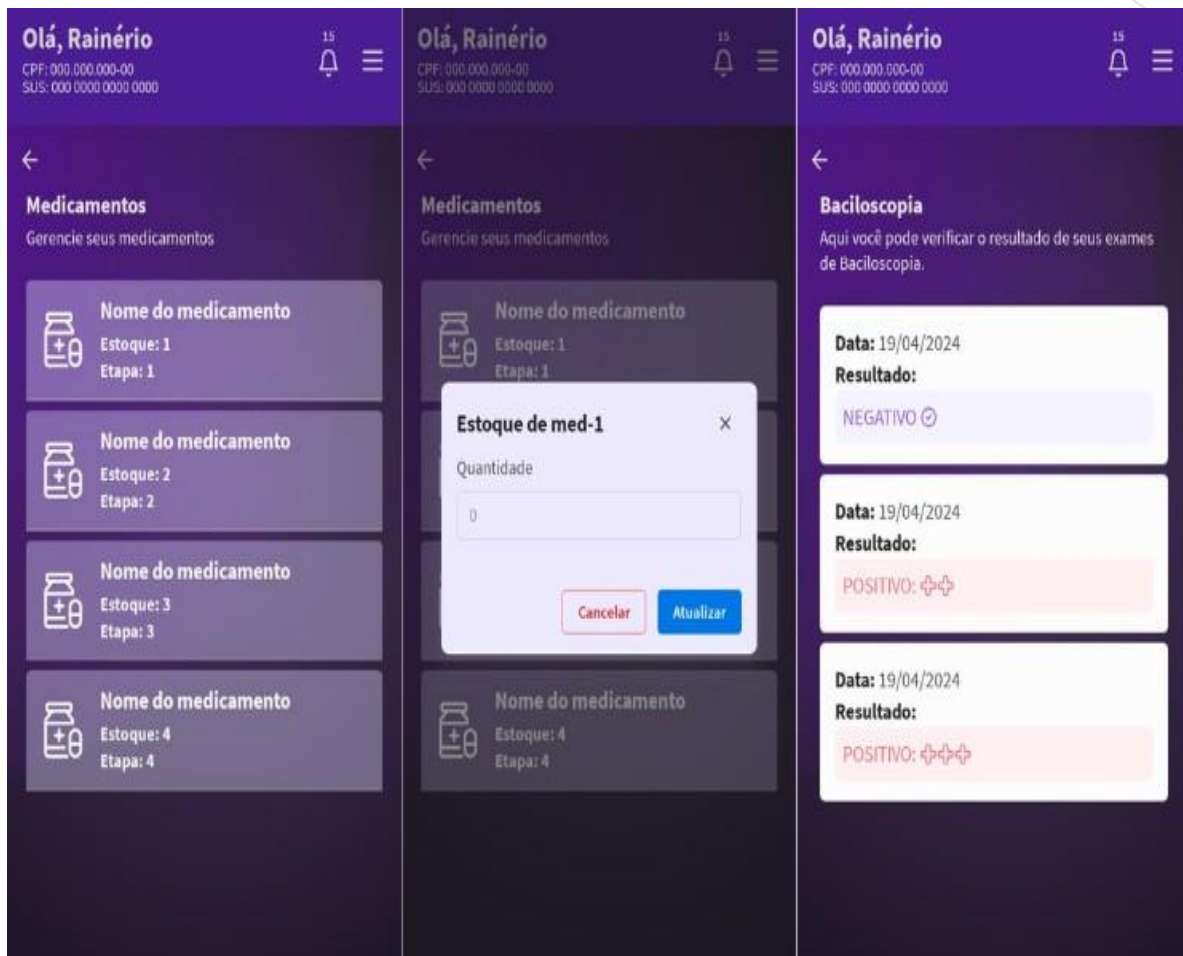 Olá, Rainério
CPF: 000.000.000-00
SUS: 000 0000 0000 0000
15
Medicamentos
Gerencie seus medicamentos
Nome do medicamento
Estoque: 1
Etapa: 1
Nome do medicamento
Estoque: 2
Etapa: 2
Nome do medicamento
Estoque: 3
Etapa: 3
Nome do medicamento
Estoque: 4
Etapa: 4
Olá, Rainério
CPF: 000.000.000-00
SUS: 000 0000 0000 0000
15
Medicamentos
Gerencie seus medicamentos
Nome do medicamento
Estoque: 1
Etapa: 1
Estoque de med-1
Quantidade
0
Cancelar
Atualizar
Nome do medicamento
Estoque: 4
Etapa: 4
Olá, Rainério
CPF: 000.000.000-00
SUS: 000 0000 0000 0000
15
Baciloscopia
Aqui você pode verificar o resultado de seus exames
de Baciloscopia.
Data: 19/04/2024
Resultado:
NEGATIVO
Data: 19/04/2024
Resultado:
POSITIVO:
Data: 19/04/2024
Resultado:
POSITIVO: